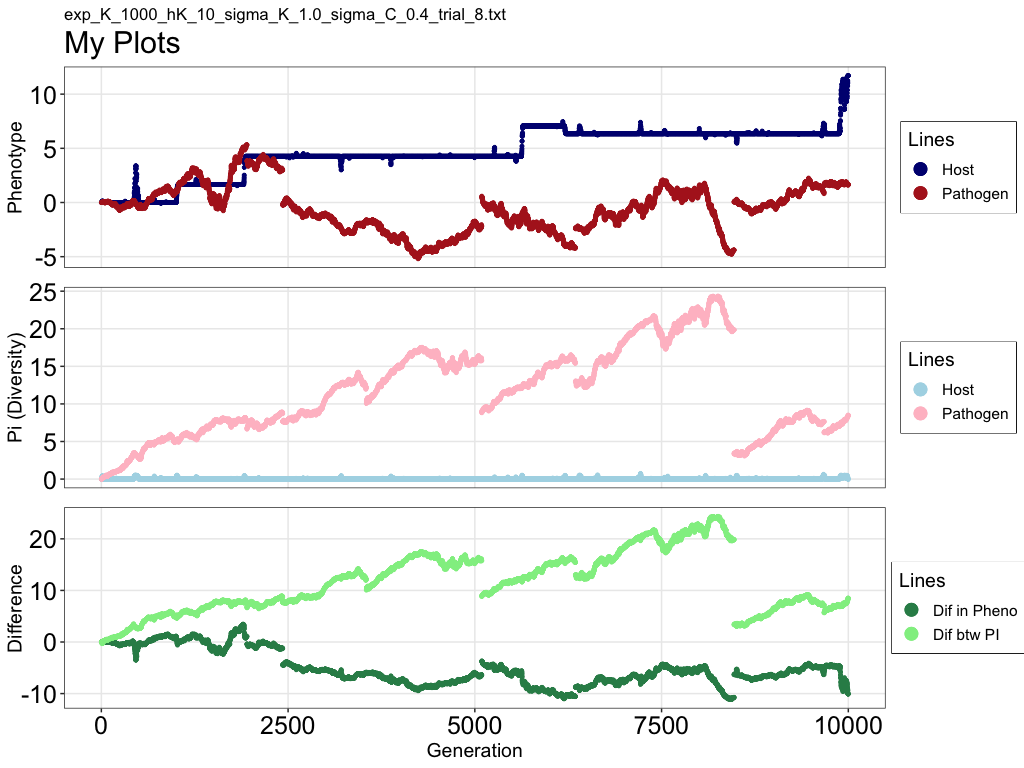 exp_K_1000_hK_10_sigma_K_1.0_sigma_C_0.4_trial_8.txt
My Plots
Phenotype
10
5
0
-5
Lines
Host
Pathogen
Pi (Diversity)
25
20
15
10
5
0
Lines
Host
Pathogen
Difference
20
10
0
-10
Lines
Dif in Pheno
Dif btw PI
0 2500 5000 7500 10000
Generation